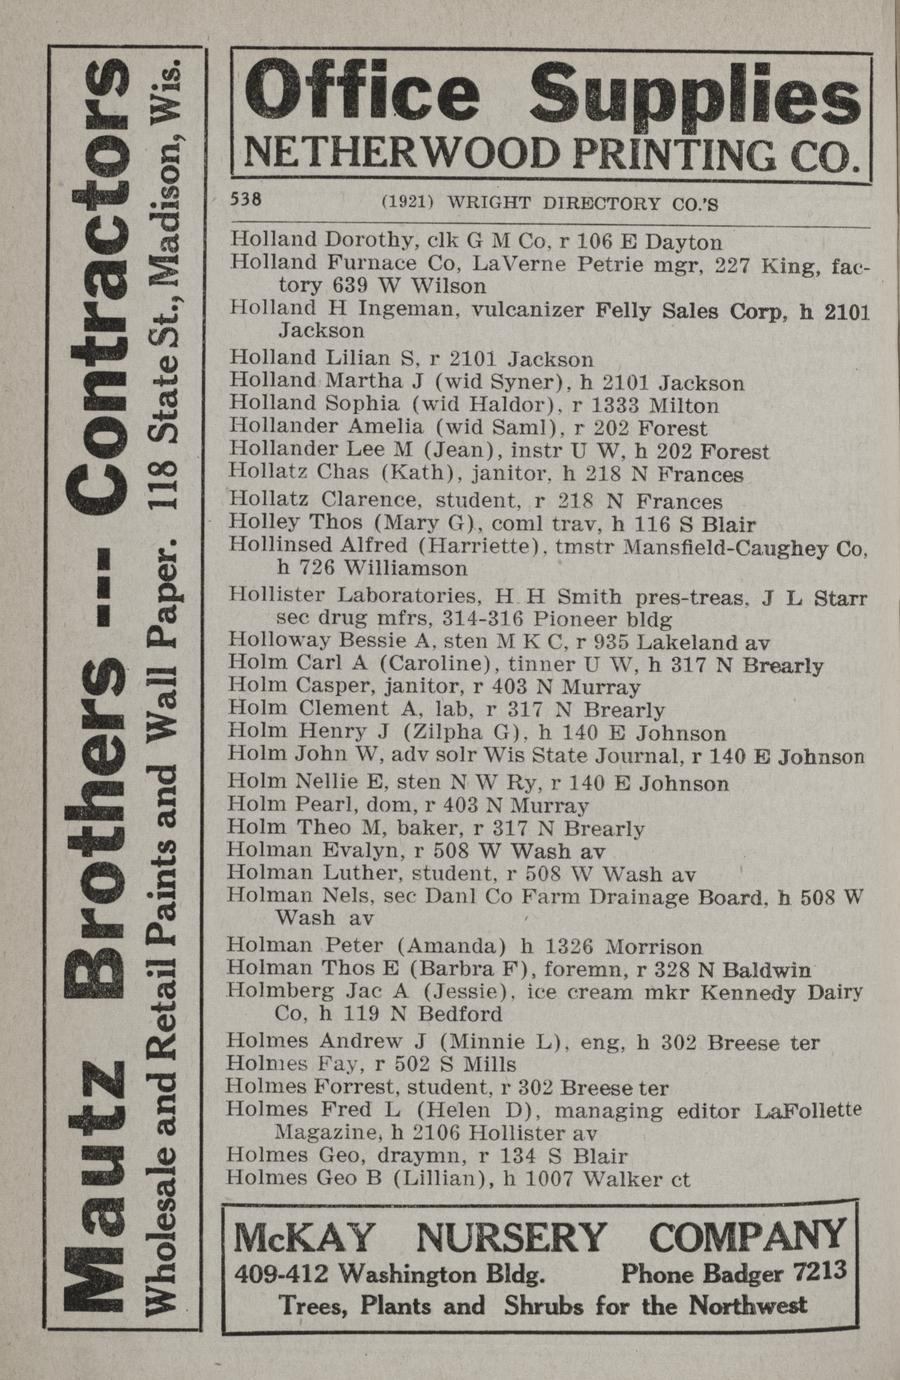 Office Supplies
NETHERWOOD PRINTING CO.
538 (1921) WRIGHT DIRECTORY CO.'S
Holland Dorothy, clk G M Co, r 106 E Dayton
Holland Furnace Co, LaVerne Petrie mgr, 227 King, fac-
tory 639 W Wilson
Holland H Ingeman, vulcanizer Felly Sales Corp, h 2101
Jackson
Holland Lilian S, r 2101 Jackson
Holland Martha J (wid Syner), h 2101 Jackson
Holland Sophia (wid Haldor), r 1333 Milton
Hollander Amelia (wid Saml), r 202 Forest
Hollander Lee M (Jean), instr U W, h 202 Forest
Hollatz Chas (Kath), janitor, h 218 N Frances
Hollatz Clarence, student, r 218 N Frances
Holley Thos (Mary G), coml trav, h 116 S Blair
Hollinsed Alfred (Harriette), tmstr Mansfield-Caughey Co,
h 726 Williamson
Hollister Laboratories, H H Smith pres-treas, J L Starr
sec drug mfrs, 314-316 Pioneer bldg
Holloway Bessie A, sten M K C, r 935 Lakeland av
Holm Carl A (Caroline), tinner U W, h 317 N Brearly
Holm Casper, janitor, r 403 N Murray
Holm Clement A, lab, r 317 N Brearly
Holm Henry J (Zilpha G), h 140 E Johnson
Holm John W, adv solr Wis State Journal, r 140 E Johnson
Holm Nellie E, sten N W Ry, r 140 E Johnson
Holm Pearl, dom, r 403 N Murray
Holm Theo M, baker, r 317 N Brearly
Holman Evalyn, r 508 W Wash av
Holman Luther, student, r 508 W Wash av
Holman Nels, sec Danl Co Farm Drainage Board, h 508 W
Wash av
Holman Peter (Amanda) h 1326 Morrison
Holman Thos E (Barbra F), foremn, r 328 N Baldwin
Holmberg Jac A (Jessie), ice cream mkr Kennedy Dairy
Co, h 119 N Bedford
Holmes Andrew J (Minnie L), eng, h 302 Breese ter
Holmes Fay, r 502 S Mills
Holmes Forrest, student, r 302 Breese ter
Holmes Fred L (Helen D), managing editor LaFollette
Magazine, h 2106 Hollister av
Holmes Geo, draymn, r 134 S Blair
Holmes Geo B (Lillian), h 1007 Walker ct
McKAY NURSERY COMPANY
409-412 Washington Bldg. Phone Badger 7213
Trees, Plants and Shrubs for the Northwest
Mautz Brothers --- Contractors
Wholesale and Retail Paints and Wall Paper. 118 State St., Madison, Wis.